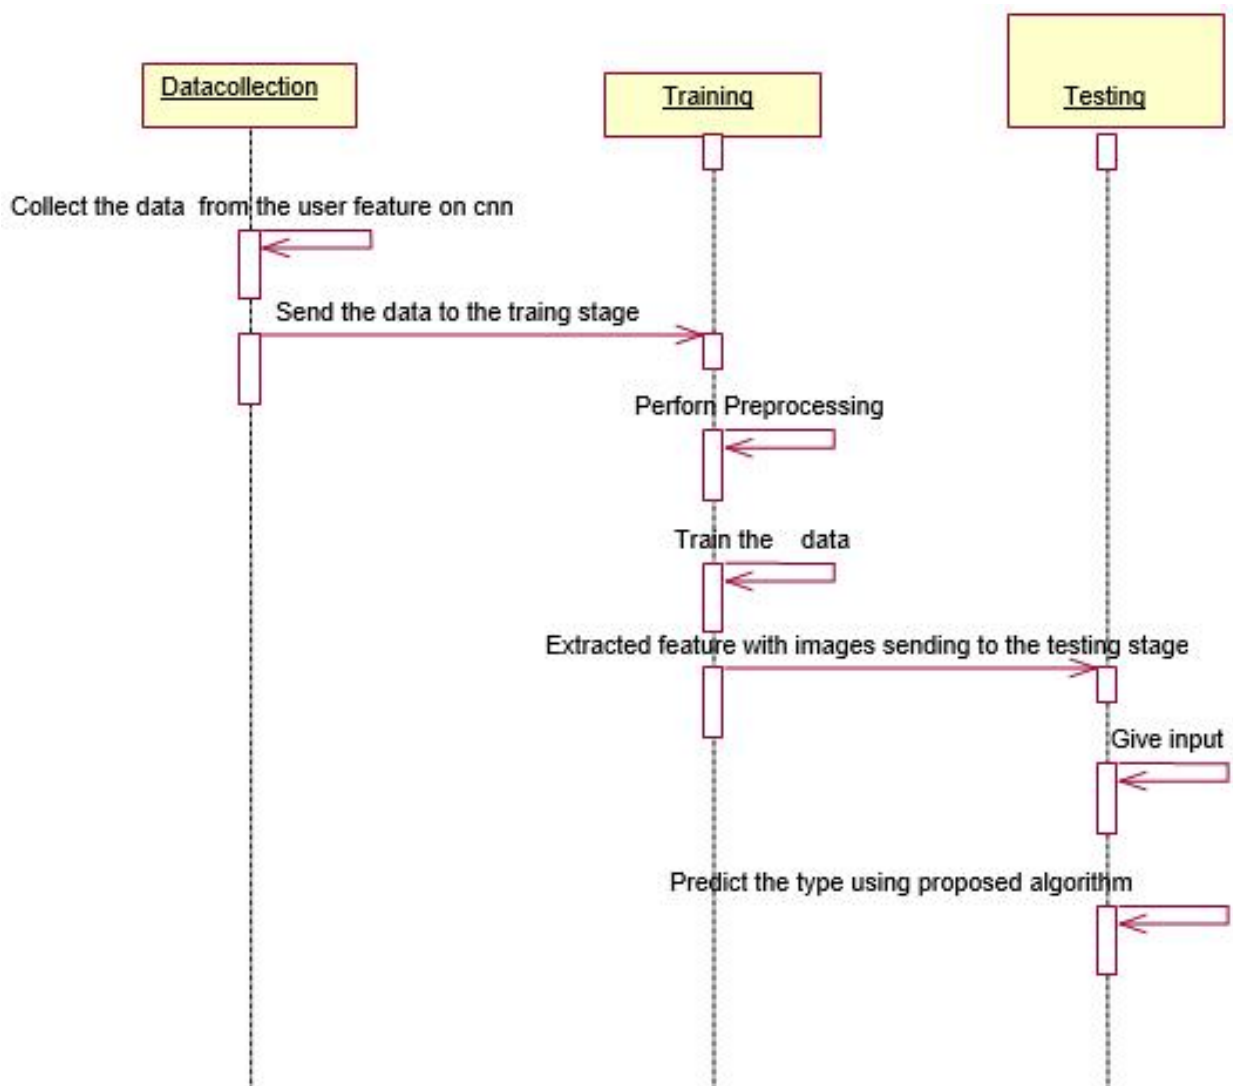 Datacollection
Training
Testing
Collect the data from the user feature on cnn
Send the data to the traing stage
Perforn Preprocessing
Train the data
Extracted feature with images sending to the testing stage
Give input
Predict the type using proposed algorithm